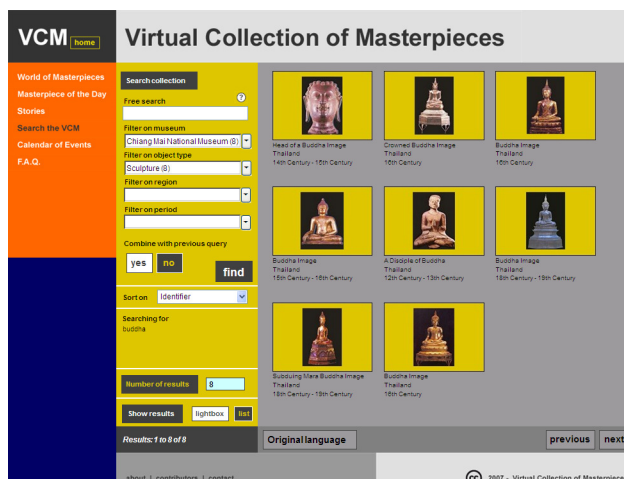 VCM home
Virtual Collection of Masterpieces
World of Masterpieces
Masterpiece of the Day
Stories
Search the VCM
Calendar of Events
F.A.Q.
Search collection
Free search
?
Filter on museum
Chiang Mai National Museum (8)
Filter on object type
Sculpture (8)
Filter on region
Filter on period
Combine with previous query
yes no
find
Sort on Identifier
Searching for
buddha
Number of results 8
Show results lightbox list
Results: 1 to 8 of 8
Head of a Buddha Image
Thailand
14th Century - 16th Century
Crowned Buddha Image
Thailand
16th Century
Buddha Image
Thailand
16th Century
Buddha Image
Thailand
15th Century - 16th Century
A Disciple of Buddha
Thailand
12th Century - 13th Century
Buddha Image
Thailand
18th Century - 19th Century
Subduing Mara Buddha Image
Thailand
18th Century - 19th Century
Buddha Image
Thailand
16th Century
Original language
previous next
about | contributors | contact
cc 2007 - Virtual Collection of Masterpiece